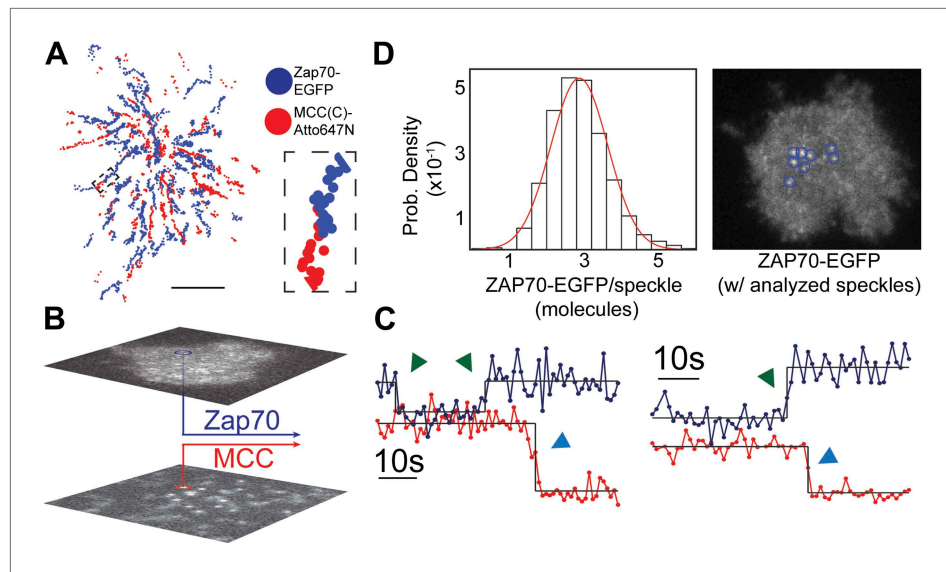 A
Zap70-
EGFP
MCC(C)-
Atto647N
B
Zap70
MCC
D
Prob. Density
(x10⁻¹)
5
3
1
1 3 5
ZAP70-EGFP/speckle
(molecules)
ZAP70-EGFP
(w/ analyzed speckles)
C
10s
10s